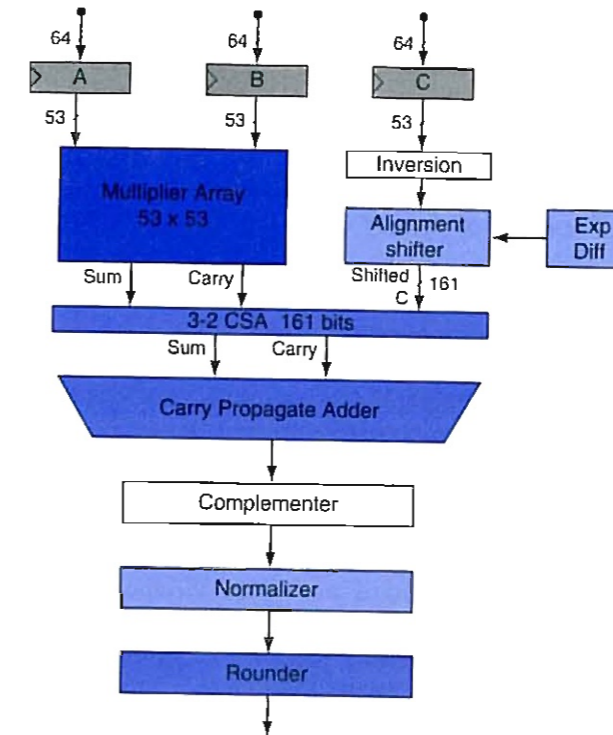 64
64
64
A
B
C
53
53
53
Inversion
Multiplier Array
53 x 53
Alignment
shifter
Exp
Diff
Sum
Carry
Shifted
C
161
3-2 CSA 161 bits
Sum
Carry
Carry Propagate Adder
Complementer
Normalizer
Rounder